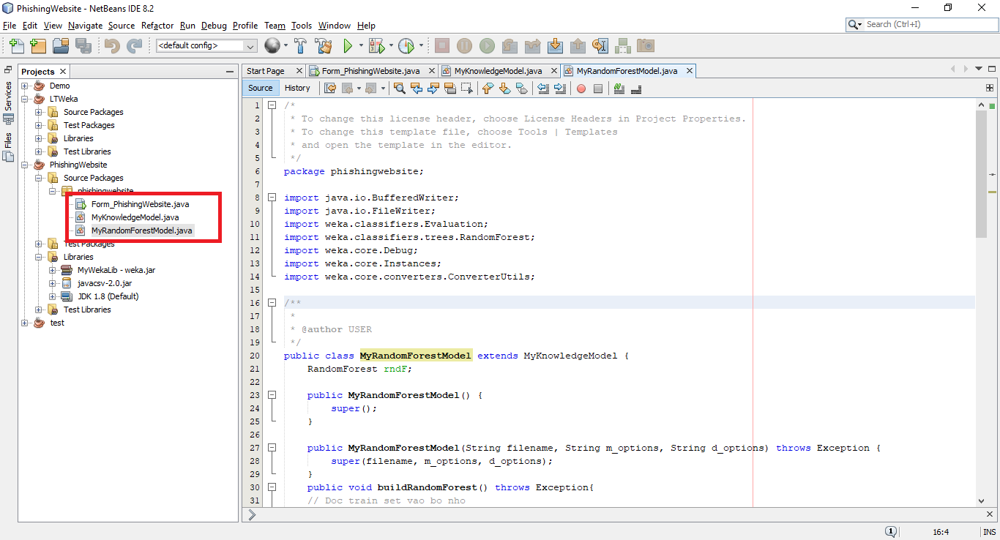 PhishingWebsite - NetBeans IDE 8.2
File Edit View Navigate Source Refactor Run Debug Profile Team Tools Window Help
Search (Ctrl+I)
<default config>
Services
Files
Projects
Demo
LTWeka
Source Packages
Test Packages
Libraries
Test Libraries
PhishingWebsite
Source Packages
phishingwebsite
Form_PhishingWebsite.java
MyKnowledgeModel.java
MyRandomForestModel.java
Test Packages
Libraries
MyWekaLib - weka.jar
javacsv-2.0.jar
JDK 1.8 (Default)
Test Libraries
test
Start Page Form_PhishingWebsite.java MyKnowledgeModel.java MyRandomForestModel.java
Source History
1 /*
2 * To change this license header, choose License Headers in Project Properties.
3 * To change this template file, choose Tools | Templates
4 * and open the template in the editor.
5 */
6 package phishingwebsite;
7
8 import java.io.BufferedWriter;
9 import java.io.FileWriter;
10 import weka.classifiers.Evaluation;
11 import weka.classifiers.trees.RandomForest;
12 import weka.core.Debug;
13 import weka.core.Instances;
14 import weka.core.converters.ConverterUtils;
15
16 /**
17 *
18 * @author USER
19 */
20 public class MyRandomForestModel extends MyKnowledgeModel {
21 RandomForest rndF;
22
23 public MyRandomForestModel() {
24 super();
25 }
26
27 public MyRandomForestModel(String filename, String m_options, String d_options) throws Exception {
28 super(filename, m_options, d_options);
29 }
30 public void buildRandomForest() throws Exception{
31 // Doc train set vao bo nho
1
16:4
INS